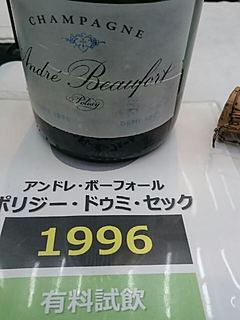 CHAMPAGNE
André Beaufort
Polisy
アンドレ・ボーフォール
ポリジー・ドゥミ・セック
1996
有料試飲